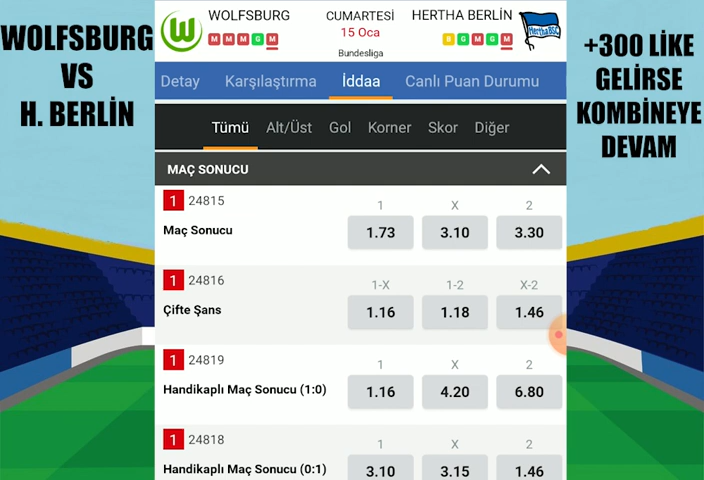 WOLFSBURG
VS
H. BERLİN
WOLFSBURG
M M M G M
CUMARTESİ
15 Oca
Bundesliga
HERTHA BERLİN
B G M G M
Hertha BSC
+300 LİKE
GELİRSE
KOMBİNEYE
DEVAM
Detay Karşılaştırma İddaa Canlı Puan Durumu
Tümü Alt/Üst Gol Korner Skor Diğer
MAÇ SONUCU
1 24815
Maç Sonucu
1 X 2
1.73 3.10 3.30
1 24816
Çifte Şans
1-X 1-2 X-2
1.16 1.18 1.46
1 24819
Handikaplı Maç Sonucu (1:0)
1 X 2
1.16 4.20 6.80
1 24818
Handikaplı Maç Sonucu (0:1)
1 X 2
3.10 3.15 1.46